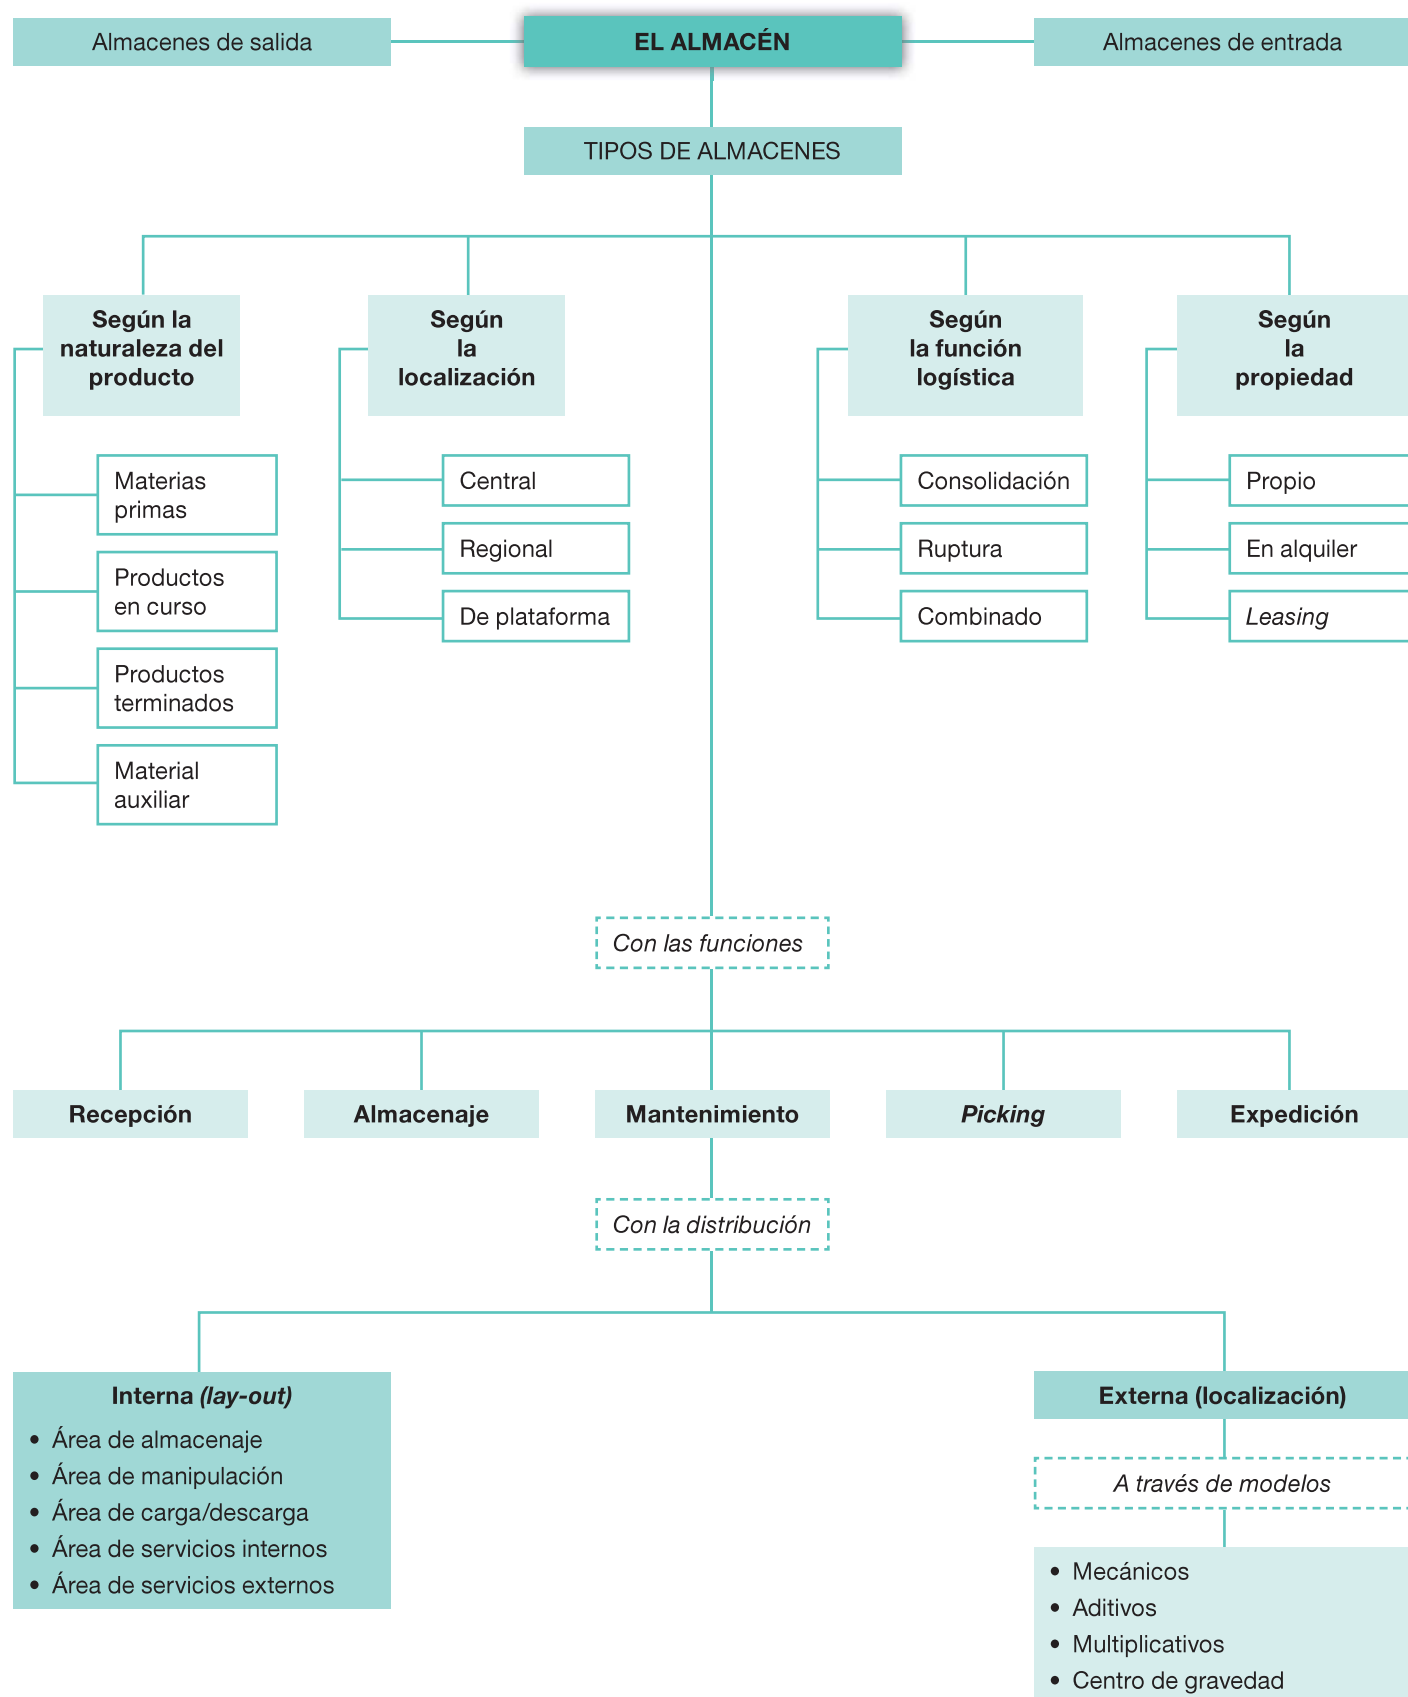 Almacenes de salida
EL ALMACÉN
Almacenes de entrada
TIPOS DE ALMACENES
Según la
naturaleza del
producto
Materias
primas
Productos
en curso
Productos
terminados
Material
auxiliar
Según
la
localización
Central
Regional
De plataforma
Según
la función
logística
Consolidación
Ruptura
Combinado
Según
la
propiedad
Propio
En alquiler
Leasing
Con las funciones
Recepción
Almacenaje
Mantenimiento
Picking
Expedición
Con la distribución
Interna (lay-out)
• Área de almacenaje
• Área de manipulación
• Área de carga/descarga
• Área de servicios internos
• Área de servicios externos
Externa (localización)
A través de modelos
• Mecánicos
• Aditivos
• Multiplicativos
• Centro de gravedad